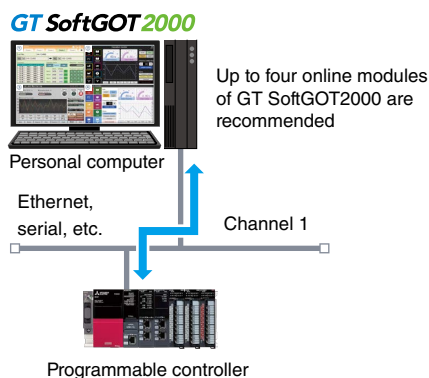 GT SoftGOT2000
Up to four online modules
of GT SoftGOT2000 are
recommended
Personal computer
Ethernet,
serial, etc.
Channel 1
Programmable controller